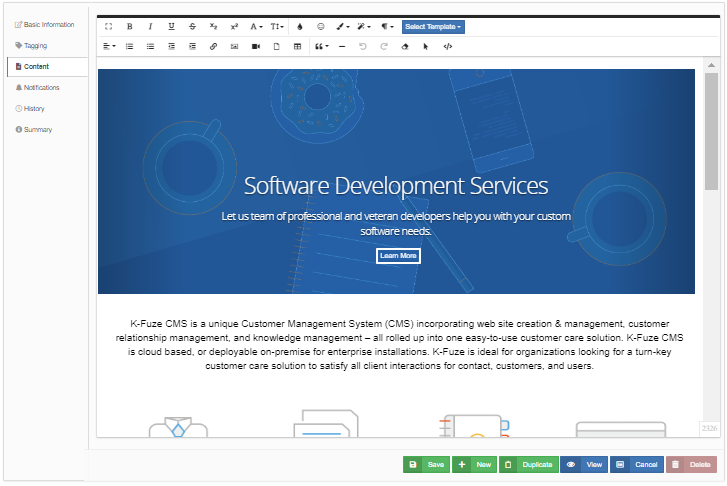 Basic Information
Tagging
Content
Notifications
History
Summary
B I U S X₂ X² A T Select Template
Software Development Services
Let us team of professional and veteran developers help you with your custom
software needs.
Learn More
K-Fuze CMS is a unique Customer Management System (CMS) incorporating web site creation & management, customer
relationship management, and knowledge management – all rolled up into one easy-to-use customer care solution. K-Fuze CMS
is cloud based, or deployable on-premise for enterprise installations. K-Fuze is ideal for organizations looking for a turn-key
customer care solution to satisfy all client interactions for contact, customers, and users.
2326
Save New Duplicate View Cancel Delete